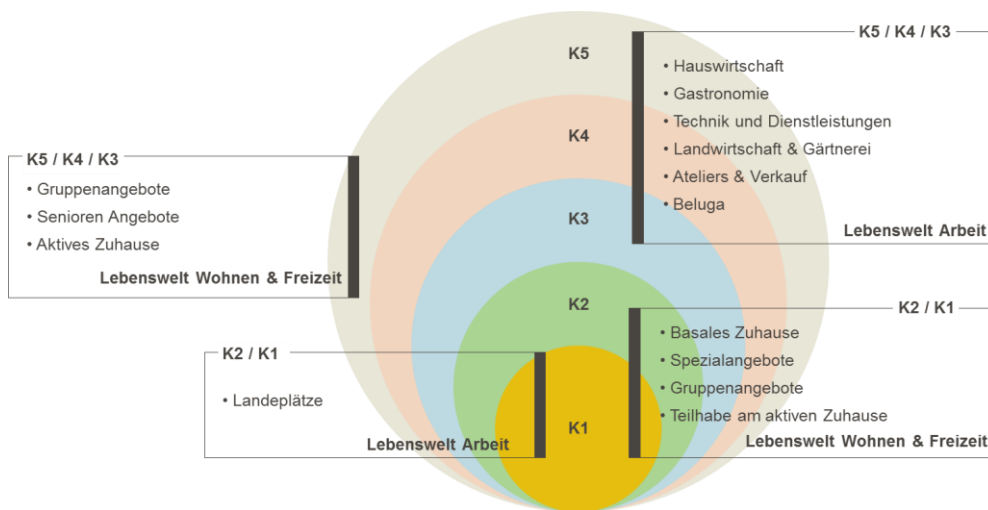 K5
K4
K3
K2
K1
K5 / K4 / K3
• Hauswirtschaft
• Gastronomie
• Technik und Dienstleistungen
• Landwirtschaft & Gärtnerei
• Ateliers & Verkauf
• Beluga
Lebenswelt Arbeit
K5 / K4 / K3
• Gruppenangebote
• Senioren Angebote
• Aktives Zuhause
Lebenswelt Wohnen & Freizeit
K2 / K1
• Landeplätze
Lebenswelt Arbeit
K2 / K1
• Basales Zuhause
• Spezialangebote
• Gruppenangebote
• Teilhabe am aktiven Zuhause
Lebenswelt Wohnen & Freizeit